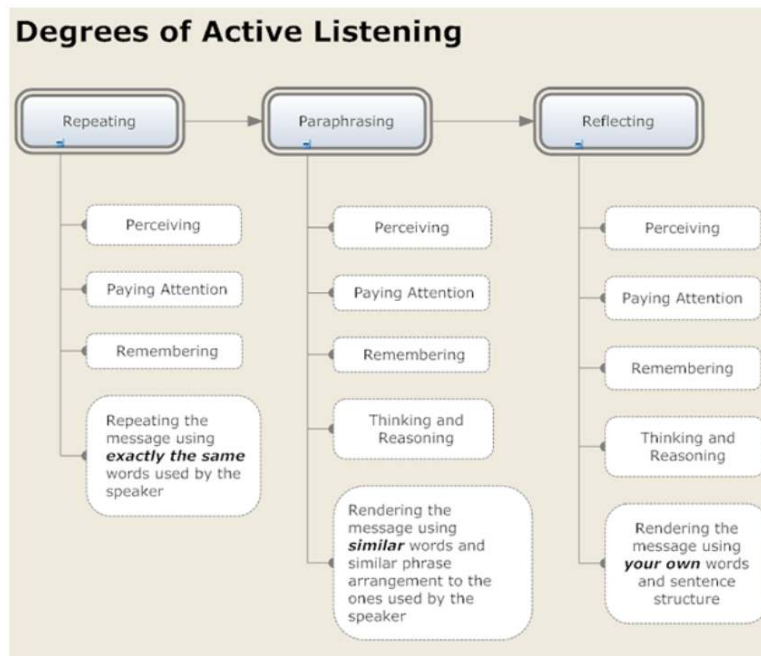 Degrees of Active Listening
Repeating
Paraphrasing
Reflecting
Perceiving
Paying Attention
Remembering
Repeating the
message using
exactly the same
words used by the
speaker
Perceiving
Paying Attention
Remembering
Thinking and
Reasoning
Rendering the
message using
similar words and
similar phrase
arrangement to the
ones used by the
speaker
Perceiving
Paying Attention
Remembering
Thinking and
Reasoning
Rendering the
message using
your own words
and sentence
structure